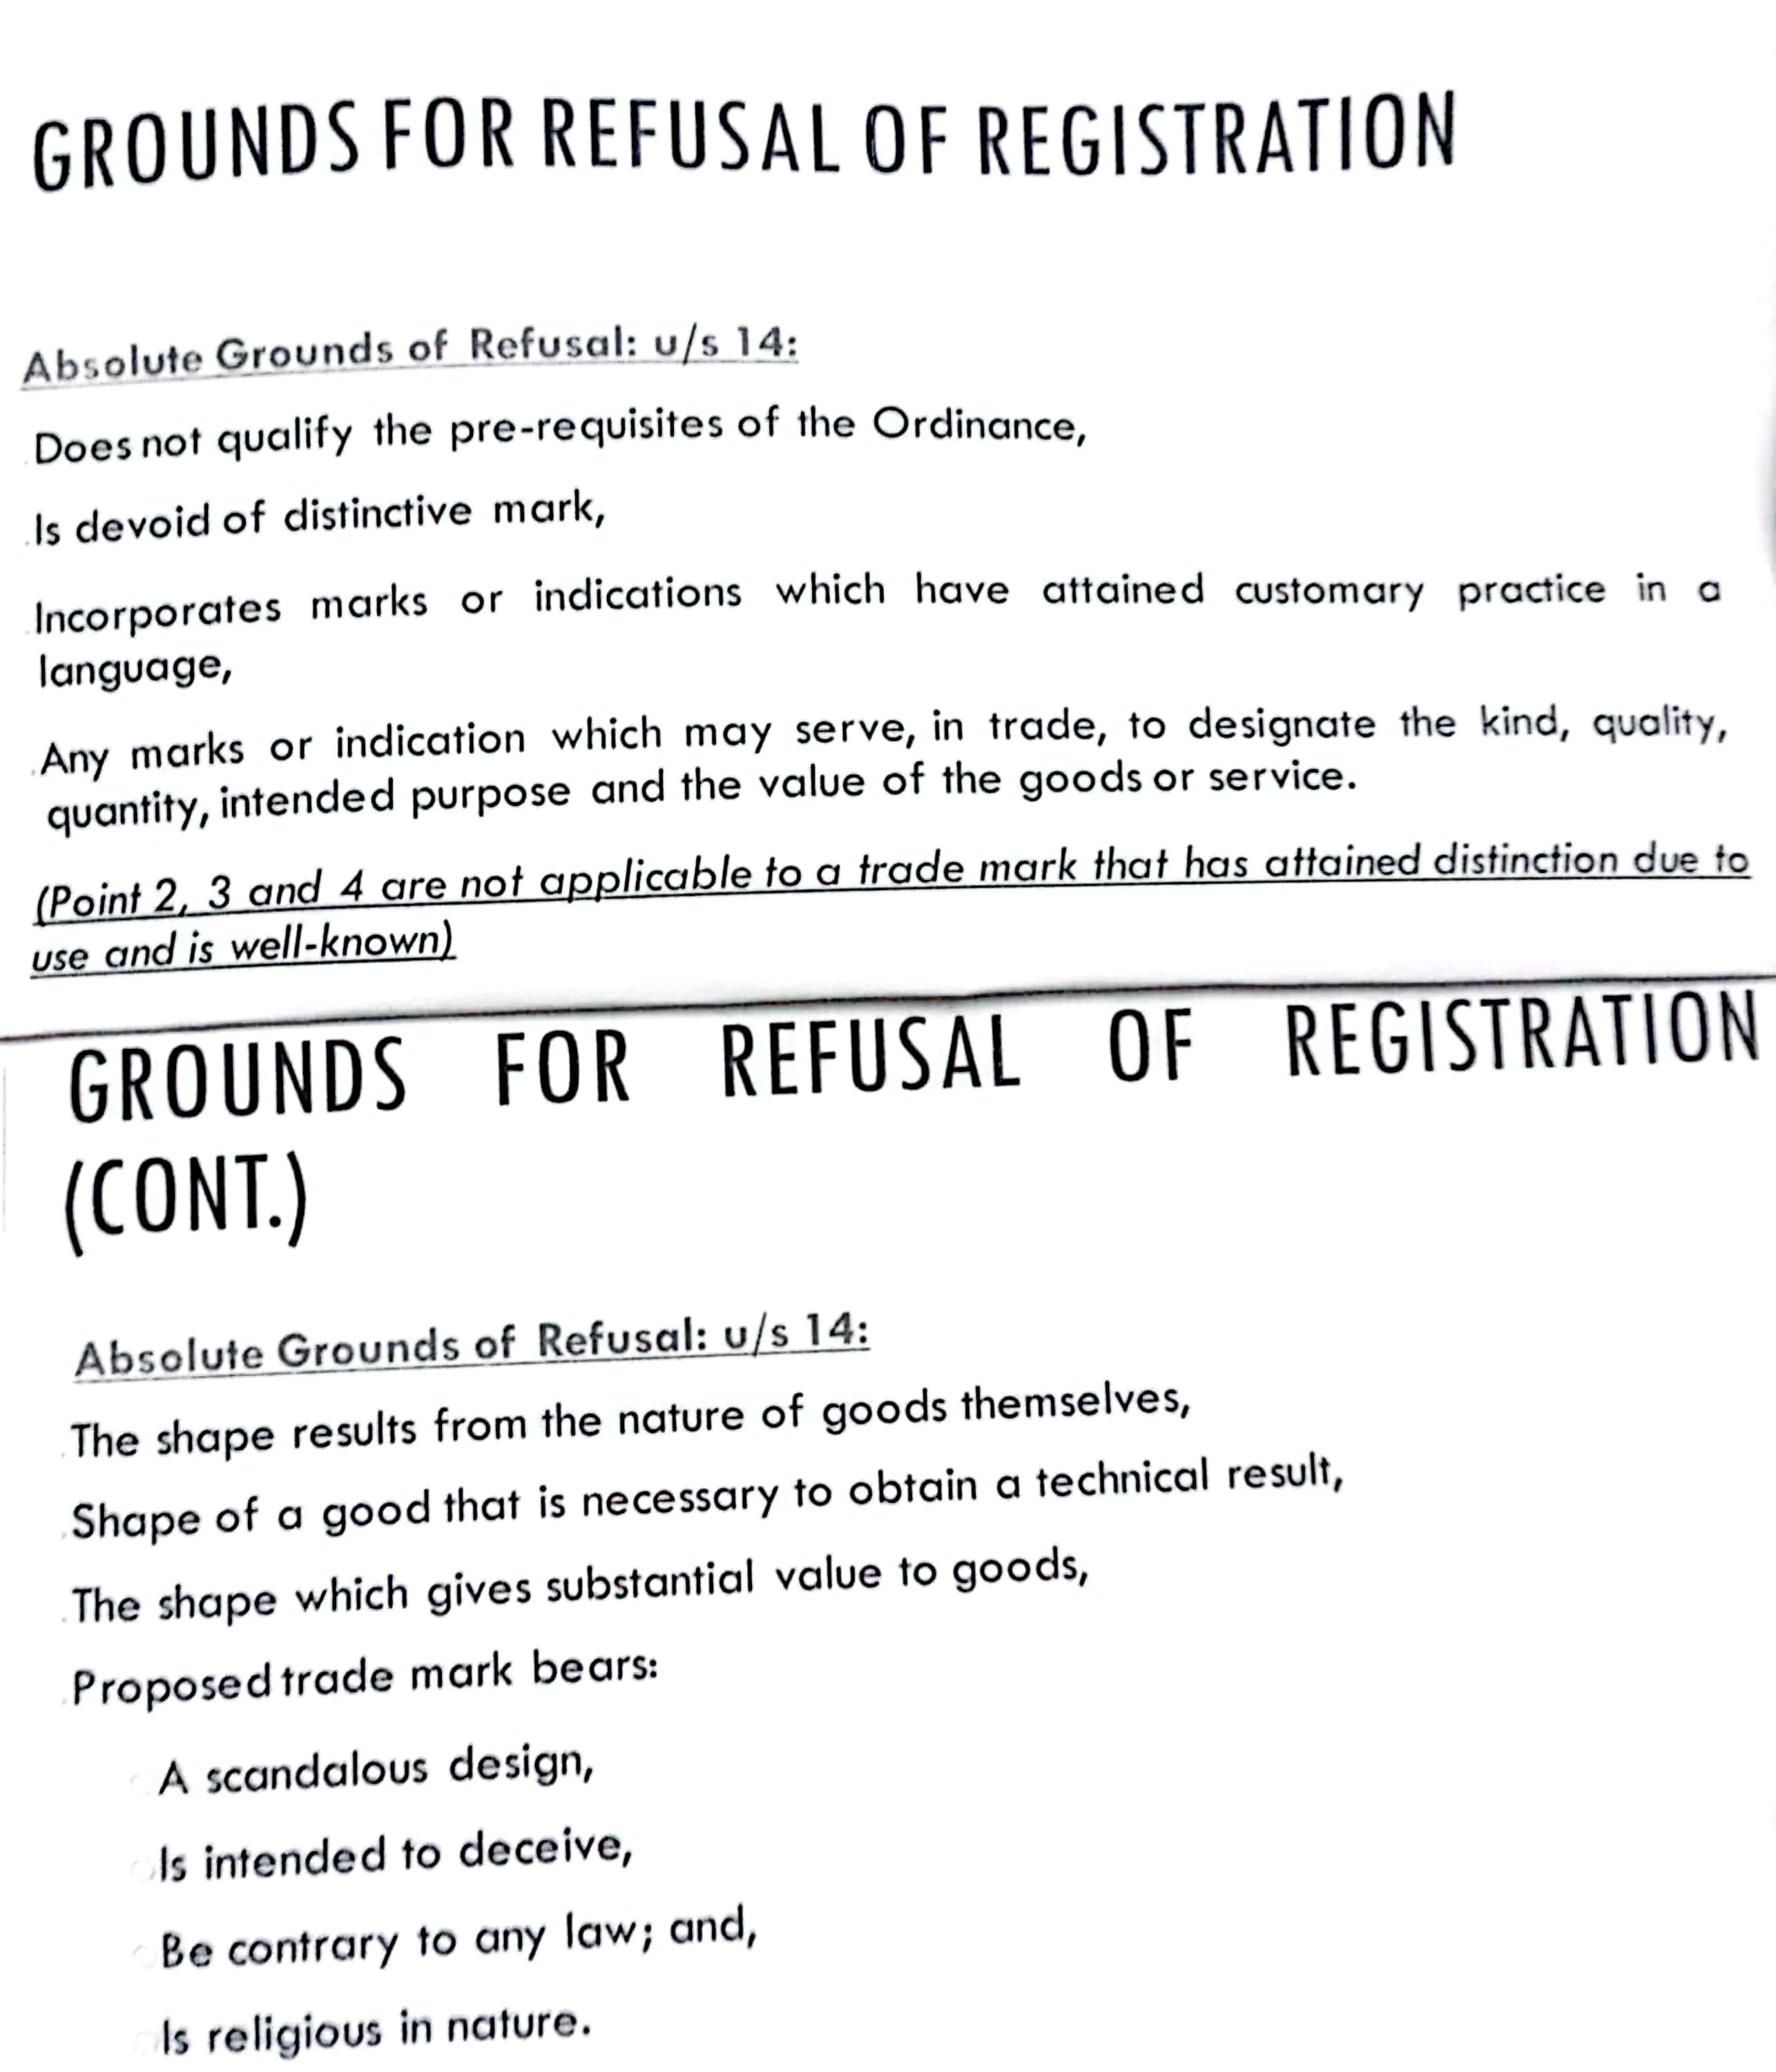 GROUNDS FOR REFUSAL OF REGISTRATION
Absolute Grounds of Refusal: u/s 14:
Does not qualify the pre-requisites of the Ordinance,
Is devoid of distinctive mark,
Incorporates marks or indications which have attained customary practice in a
language,
Any marks or indication which may serve, in trade, to designate the kind, quality,
quantity, intended purpose and the value of the goods or service.
(Point 2, 3 and 4 are not applicable to a trade mark that has attained distinction due to
use and is well-known)
GROUNDS FOR REFUSAL OF REGISTRATION
(CONT.)
Absolute Grounds of Refusal: u/s 14:
The shape results from the nature of goods themselves,
Shape of a good that is necessary to obtain a technical result,
The shape which gives substantial value to goods,
Proposed trade mark bears:
A scandalous design,
Is intended to deceive,
Be contrary to any law; and,
Is religious in nature.